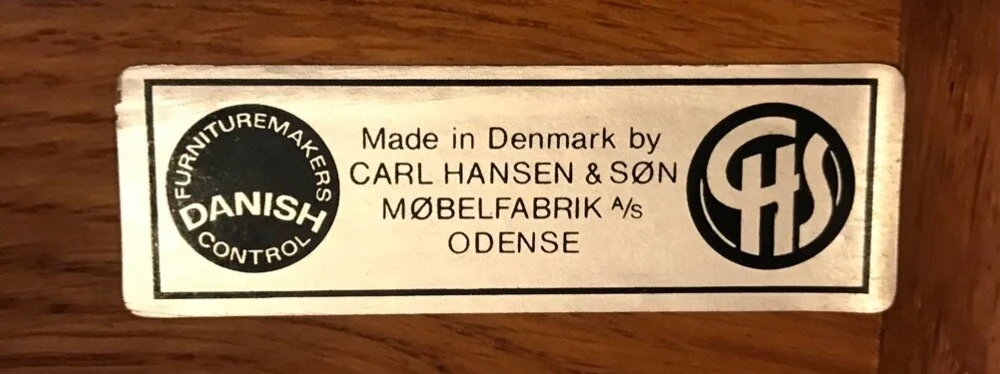 FURNITUREMAKERS
DANISH
CONTROL
Made in Denmark by
CARL HANSEN & SØN
MØBELFABRIK A/s
ODENSE
CHS